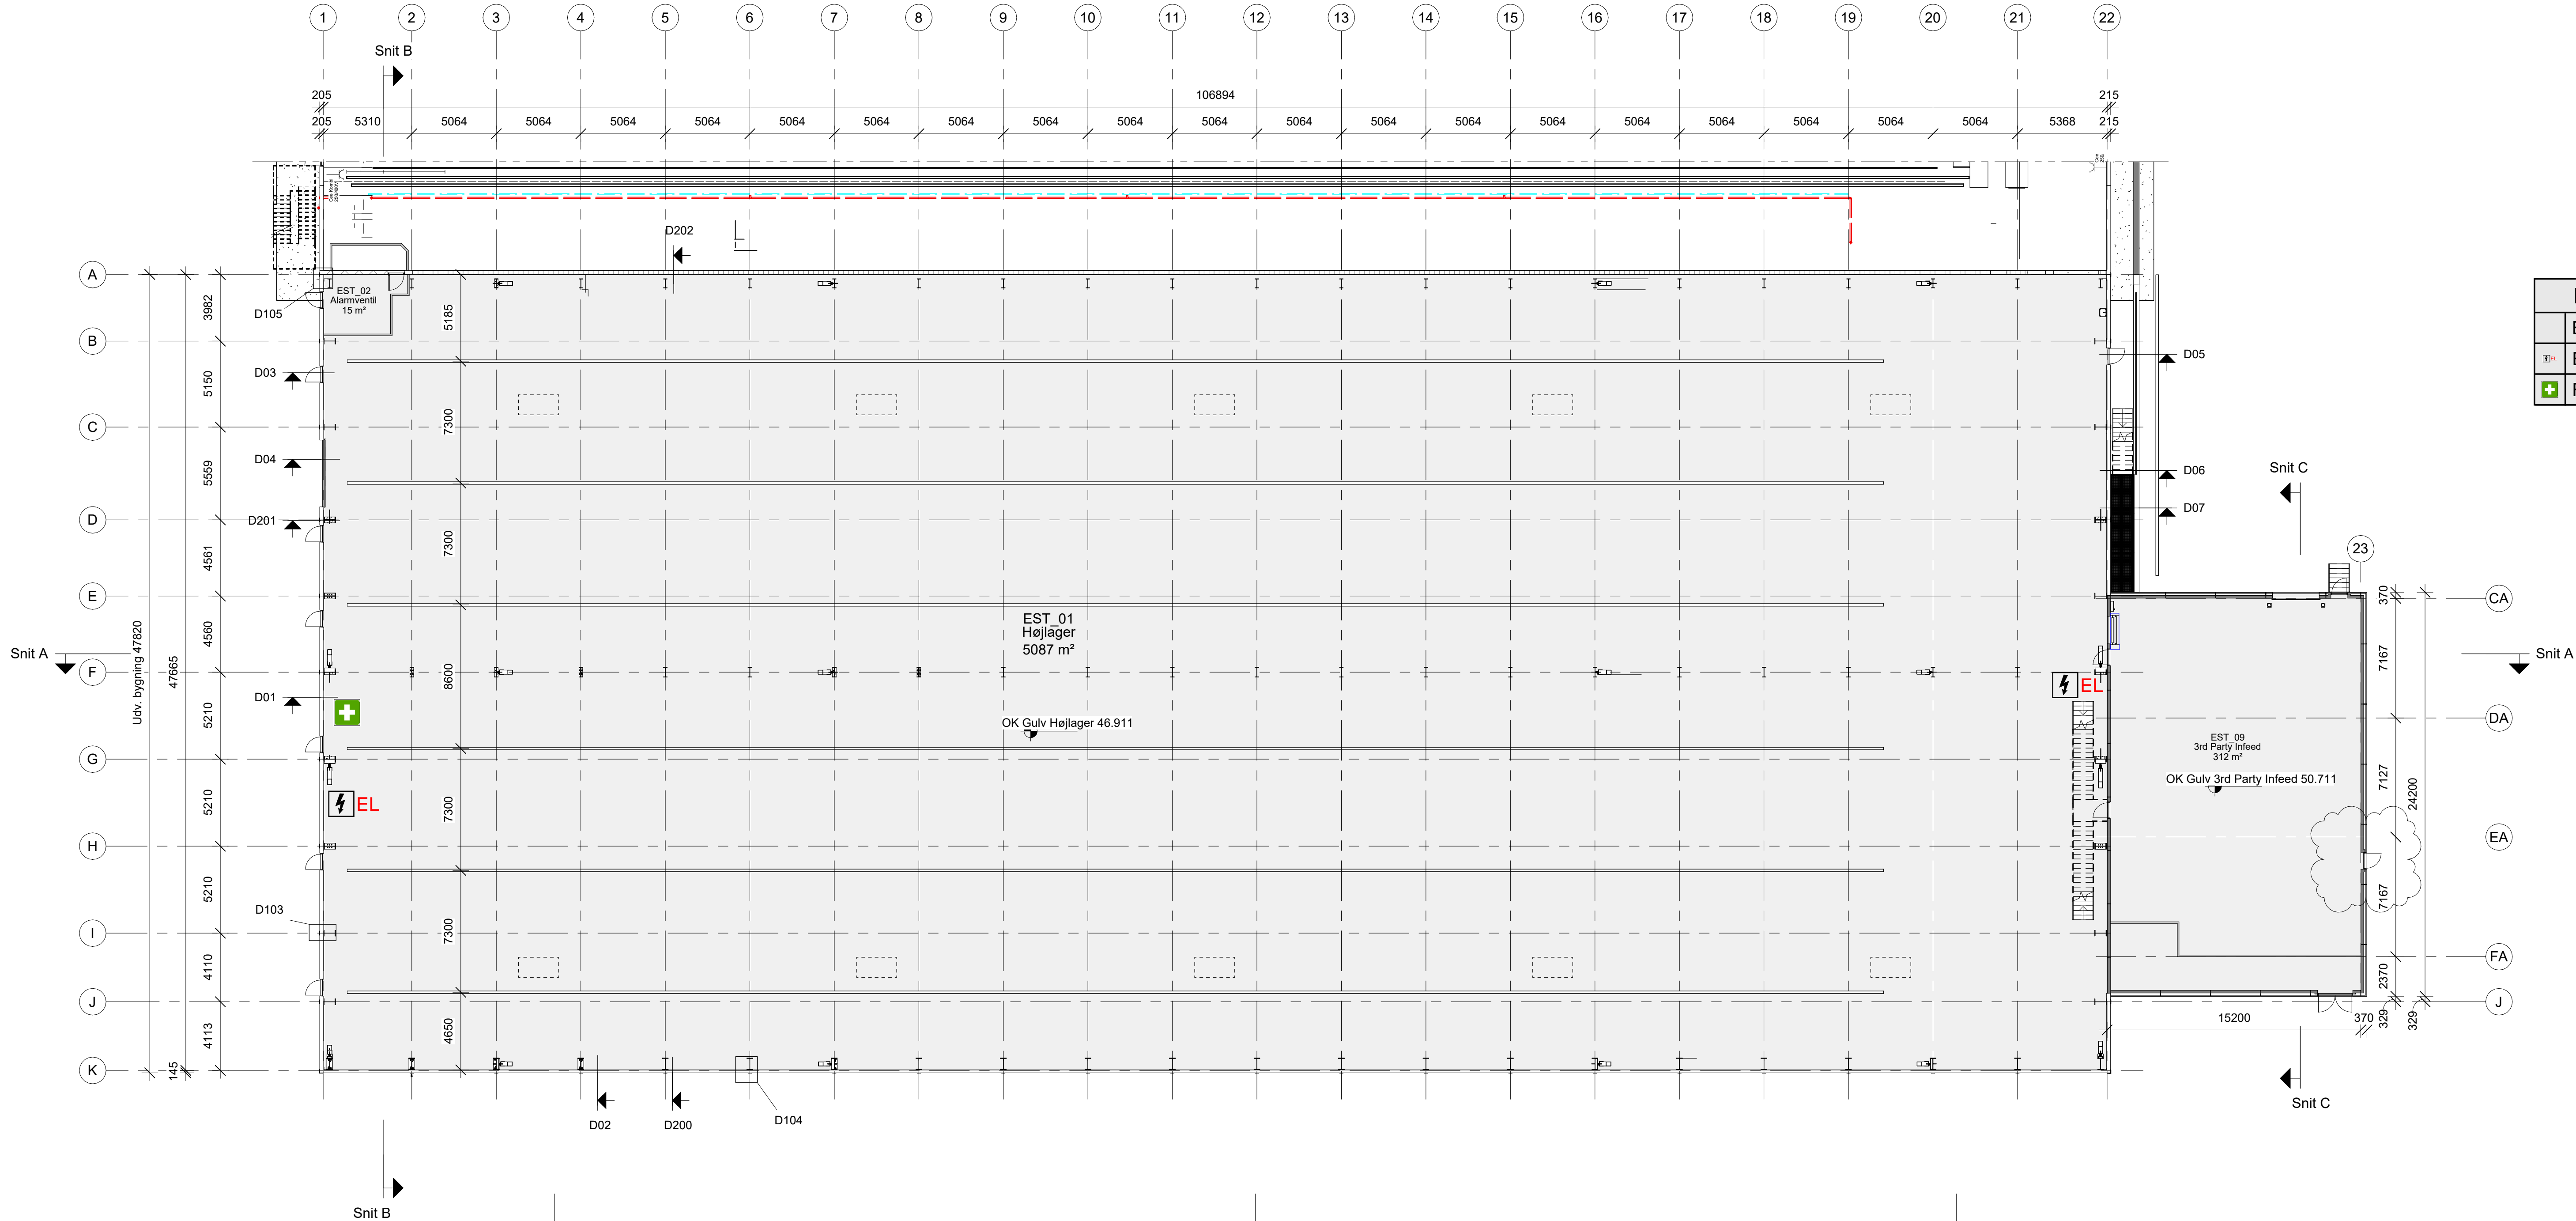 1 2 3 4 5 6 7 8 9 10 11 12 13 14 15 16 17 18 19 20 21 22
Snit B
205 106894 215
205 5310 5064 5064 5064 5064 5064 5064 5064 5064 5064 5064 5064 5064 5064 5064 5064 5064 5064 5064 5064 5368 215
D202
A
EST_02
Alarmventil
15 m²
D105
3982
5185
B
D03
5150
D05
C
7300
D04
5559
D06
Snit C
D
D201
D07
4561
7300
23
E
370
CA
EST_01
Højlager
5087 m²
Snit A
Udv. bygning 47820
47665
4560
7167
Snit A
F
8600
EL
D01
5210
OK Gulv Højlager 46.911
DA
EST_09
3rd Party Infeed
312 m²
G
OK Gulv 3rd Party Infeed 50.711
7127
24200
EL
5210
7300
H
EA
5210
7167
D103
I
7300
FA
4110
2370
J
J
15200 370
329
329
4113
4650
K
145
D02
D200
D104
Snit C
Snit B